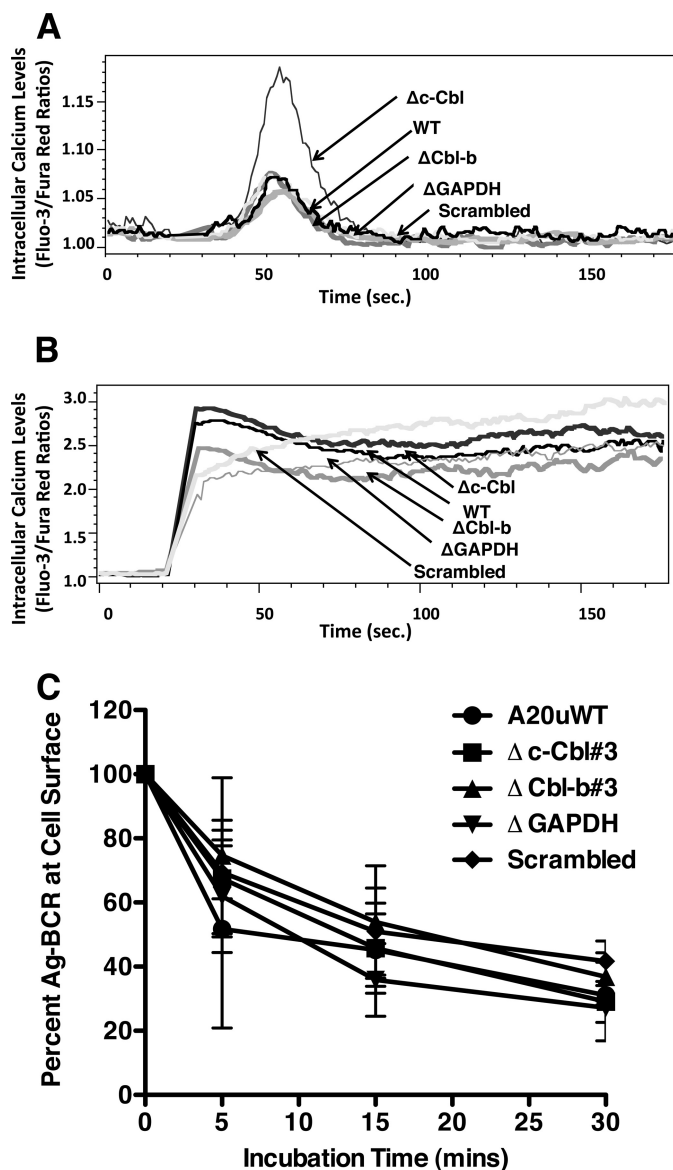 A
Intracellular Calcium Levels
(Fluo-3/Fura Red Ratios)
1.15
1.10
1.05
1.00
Δc-Cbl
WT
ΔCbl-b
ΔGAPDH
Scrambled
0 50 100 150
Time (sec.)
B
Intracellular Calcium Levels
(Fluo-3/Fura Red Ratios)
3.0
2.5
2.0
1.5
1.0
Δc-Cbl
WT
ΔCbl-b
ΔGAPDH
Scrambled
0 50 100 150
Time (sec.)
C
Percent Ag-BCR at Cell Surface
120
100
80
60
40
20
0
A20uWT
Δ c-Cbl#3
Δ Cbl-b#3
Δ GAPDH
Scrambled
0 5 10 15 20 25 30
Incubation Time (mins)